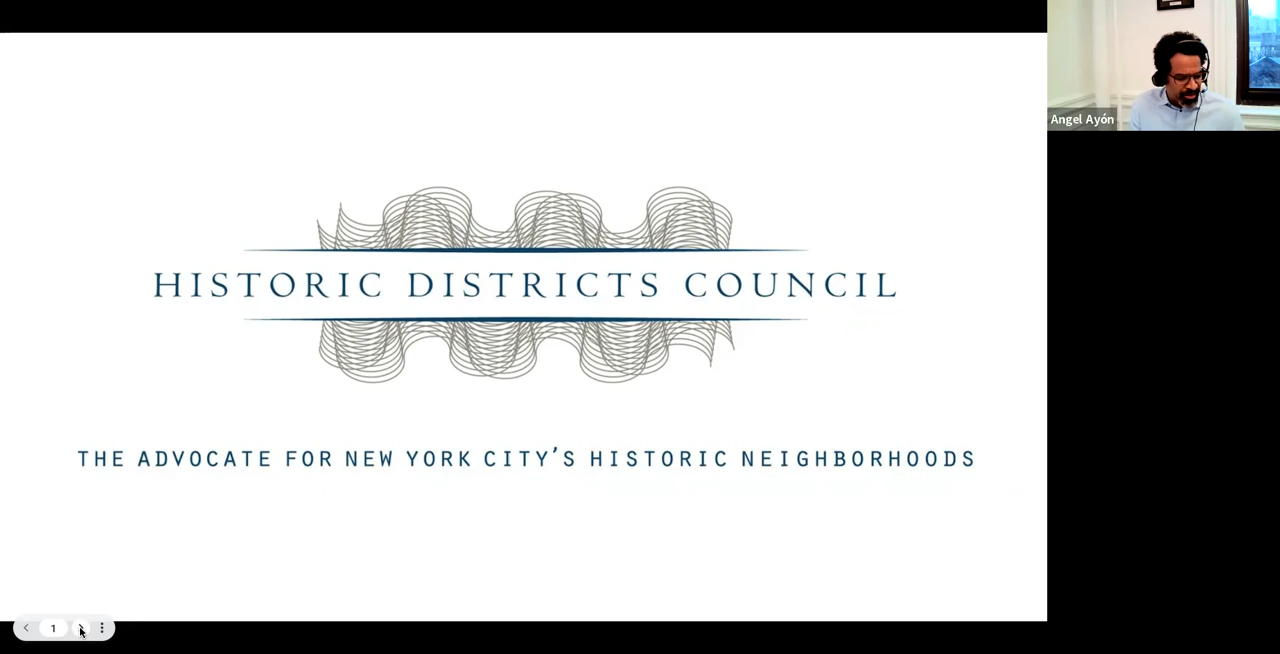 HISTORIC DISTRICTS COUNCIL
THE ADVOCATE FOR NEW YORK CITY'S HISTORIC NEIGHBORHOODS
Angel Ayón
1